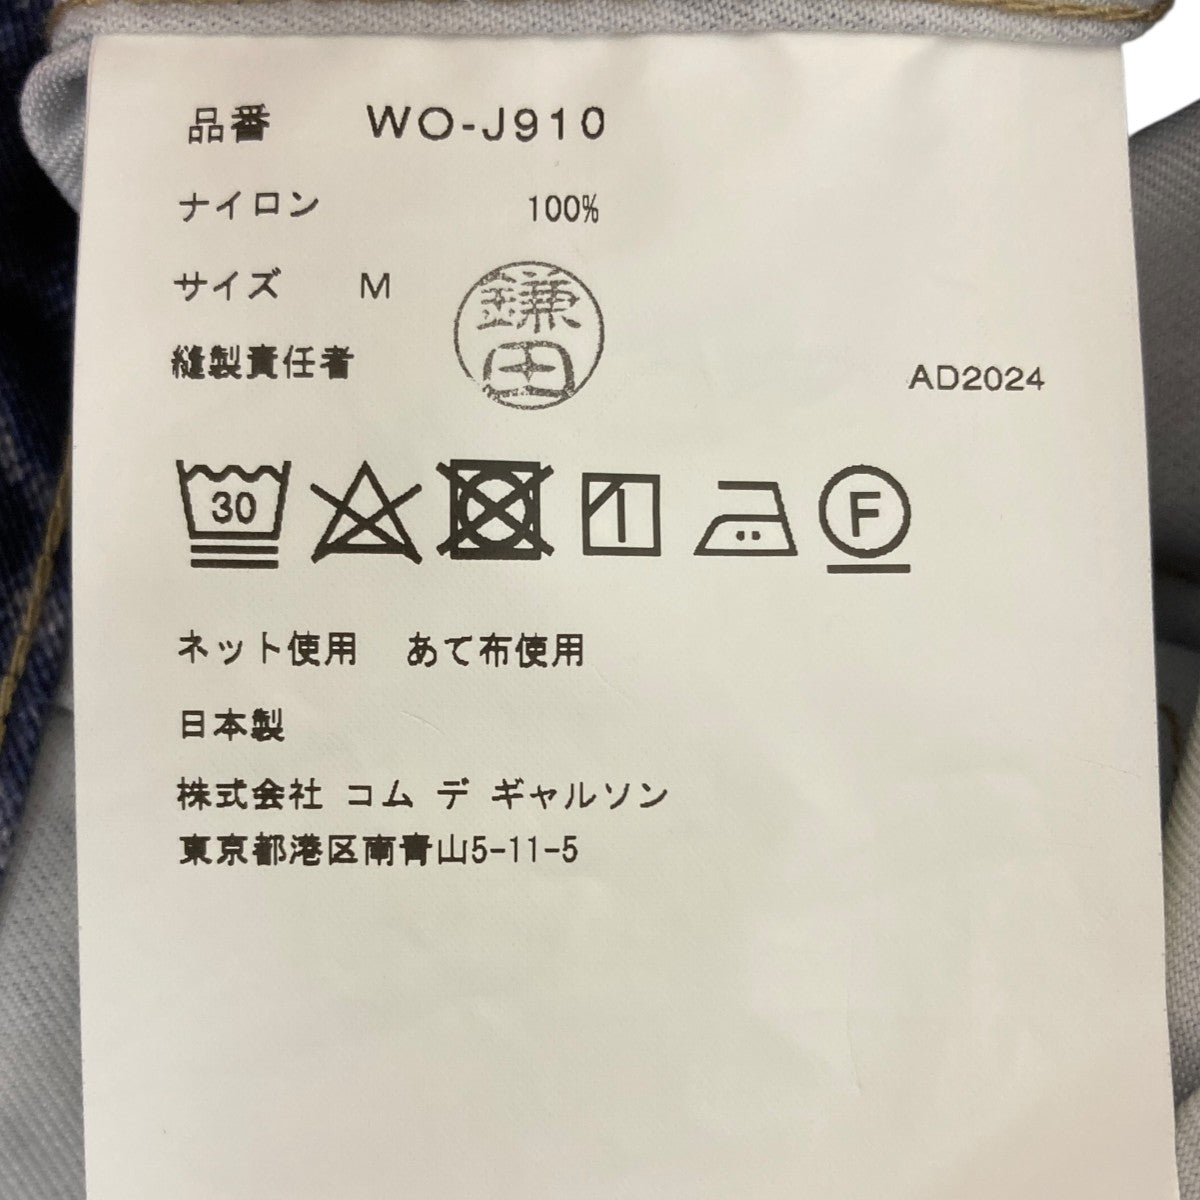 品番 WO-J910
ナイロン 100%
サイズ M
鎌田
縫製責任者
AD2024
30
F
ネット使用 あて布使用
日本製
株式会社 コム デ ギャルソン
東京都港区南青山5-11-5